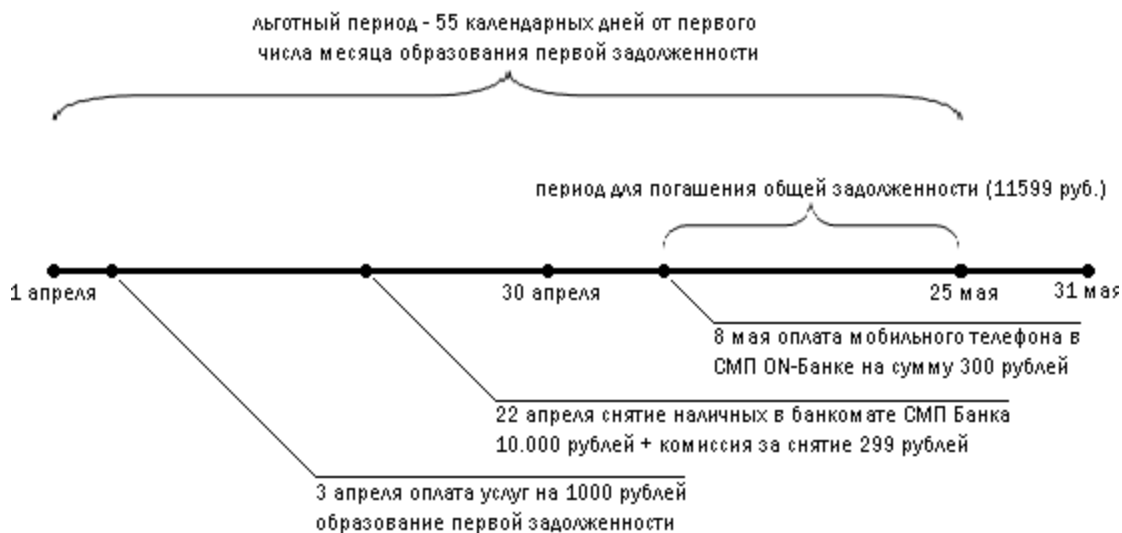 льготный период - 55 календарных дней от первого
числа месяца образования первой задолженности
период для погашения общей задолженности (11599 руб.)
1 апреля
30 апреля
25 мая
31 мая
8 мая оплата мобильного телефона в
СМП ON-Банке на сумму 300 рублей
22 апреля снятие наличных в банкомате СМП Банка
10.000 рублей + комиссия за снятие 299 рублей
3 апреля оплата услуг на 1000 рублей
образование первой задолженности